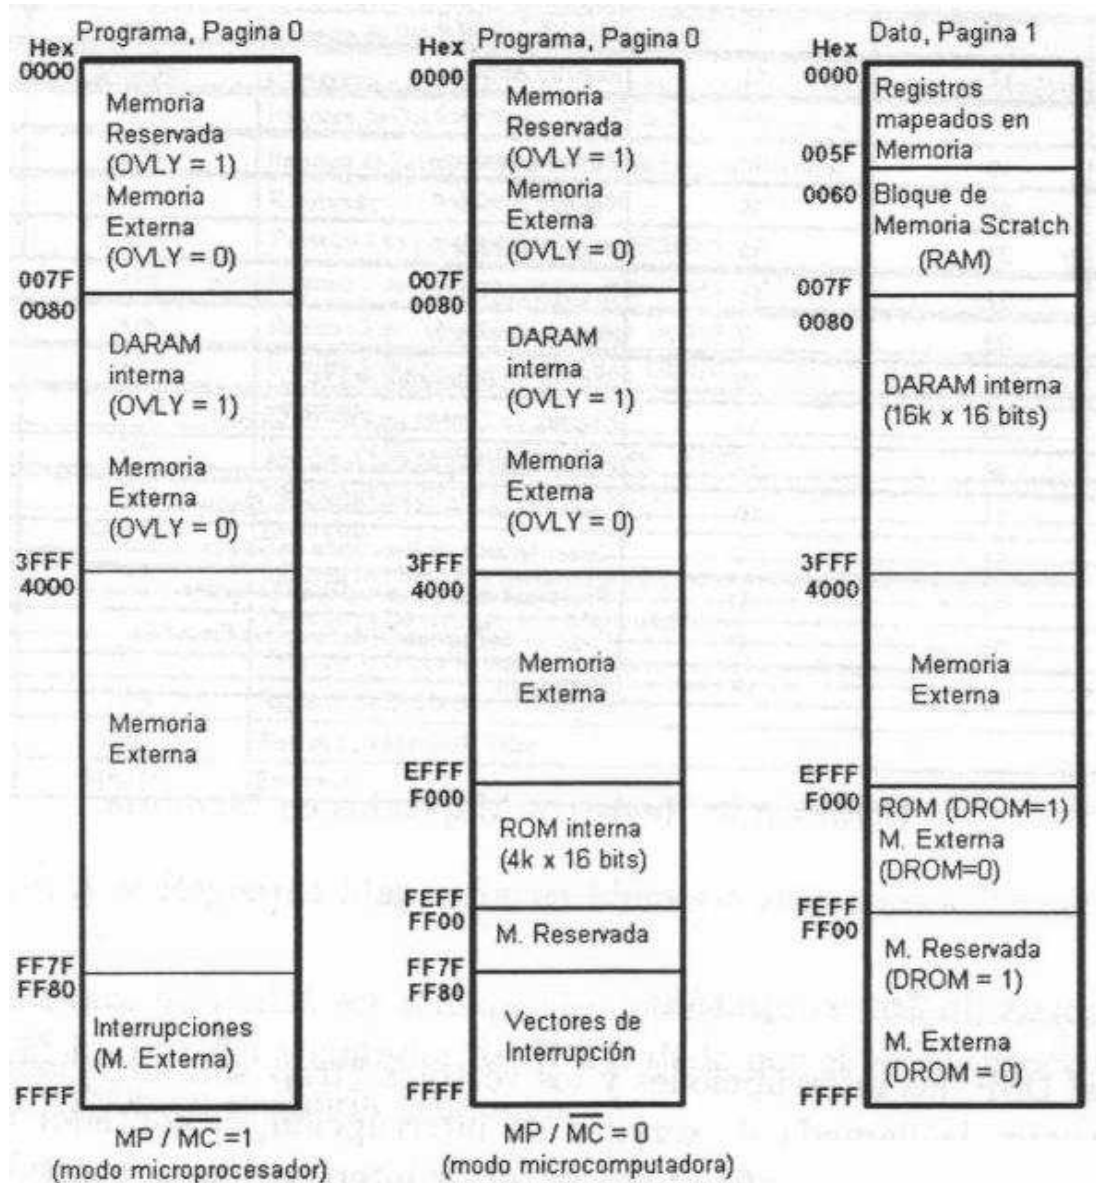 Hex
Programa, Pagina 0
0000
Memoria
Reservada
(OVLY = 1)
Memoria
Externa
(OVLY = 0)
007F
0080
DARAM
interna
(OVLY = 1)
Memoria
Externa
(OVLY = 0)
3FFF
4000
Memoria
Externa
FF7F
FF80
Interrupciones
(M. Externa)
FFFF
MP / MC =1
(modo microprocesador)
Hex
Programa, Pagina 0
0000
Memoria
Reservada
(OVLY = 1)
Memoria
Externa
(OVLY = 0)
007F
0080
DARAM
interna
(OVLY = 1)
Memoria
Externa
(OVLY = 0)
3FFF
4000
Memoria
Externa
EFFF
F000
ROM interna
(4k x 16 bits)
FEFF
FF00
M. Reservada
FF7F
FF80
Vectores de
Interrupción
FFFF
MP / MC = 0
(modo microcomputadora)
Hex
Dato, Pagina 1
0000
Registros
mapeados en
Memoria
005F
0060
Bloque de
Memoria Scratch
(RAM)
007F
0080
DARAM interna
(16k x 16 bits)
3FFF
4000
Memoria
Externa
EFFF
F000
ROM (DROM=1)
M. Externa
(DROM=0)
FEFF
FF00
M. Reservada
(DROM = 1)
M. Externa
(DROM = 0)
FFFF